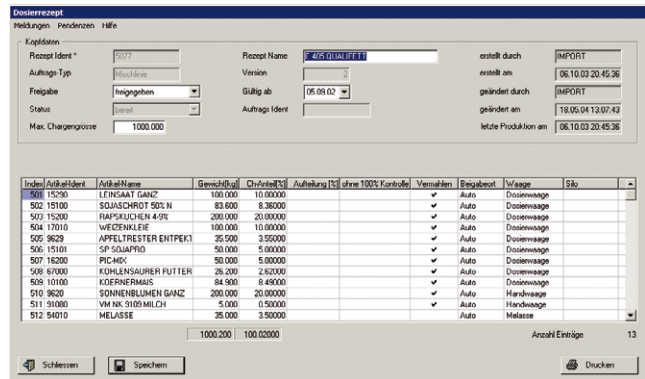 Dosierrezept
Meldungen Pendenzen Hilfe
Kopfdaten
Rezept Ident * 5077 Rezept Name E 405 QUALIFETT erstellt durch IMPORT
Auftrags-Typ Mischlinie Version 2 erstellt am 06.10.03 20:45:36
Freigabe freigegeben Gültig ab 05.09.02 geändert durch IMPORT
Status bereit Auftrags Ident geändert am 18.05.04 13:07:43
Max. Chargengrösse 1000.000 letzte Produktion am 06.10.03 20:45:36
Index Artikel-Ident Artikel-Name Gewicht[kg] Ch-Anteil[%] Aufteilung [%] ohne 100% Kontrolle Vermahlen Beigabeort Waage Silo
501 15290 LEINSAAT GANZ 100.000 10.00000 ✔ Auto Dosierwaage
502 15100 SOJASCHROT 50% N 83.600 8.36000 ✔ Auto Dosierwaage
503 15200 RAPSKUCHEN 4-9% 200.000 20.00000 ✔ Auto Dosierwaage
504 17010 WEIZENKLEIE 100.000 10.00000 ✔ Auto Dosierwaage
505 9629 APFELTRESTER ENTPEKT 35.500 3.55000 ✔ Auto Dosierwaage
506 15101 SP SOJAPRO 50.000 5.00000 ✔ Auto Dosierwaage
507 16200 PIC-MIX 50.000 5.00000 ✔ Auto Dosierwaage
508 67000 KOHLENSAURER FUTTER 26.200 2.62000 ✔ Auto Dosierwaage
509 10100 KOERNERMAIS 84.900 8.49000 ✔ Auto Dosierwaage
510 9620 SONNENBLUMEN GANZ 200.000 20.00000 ✔ Auto Handwaage
511 31080 VM NK 9109 MILCH 5.000 0.50000 ✔ Auto Handwaage
512 54010 MELASSE 35.000 3.50000 Auto Melasse
1000.200 100.02000 Anzahl Einträge 13
Schliessen Speichern Drucken